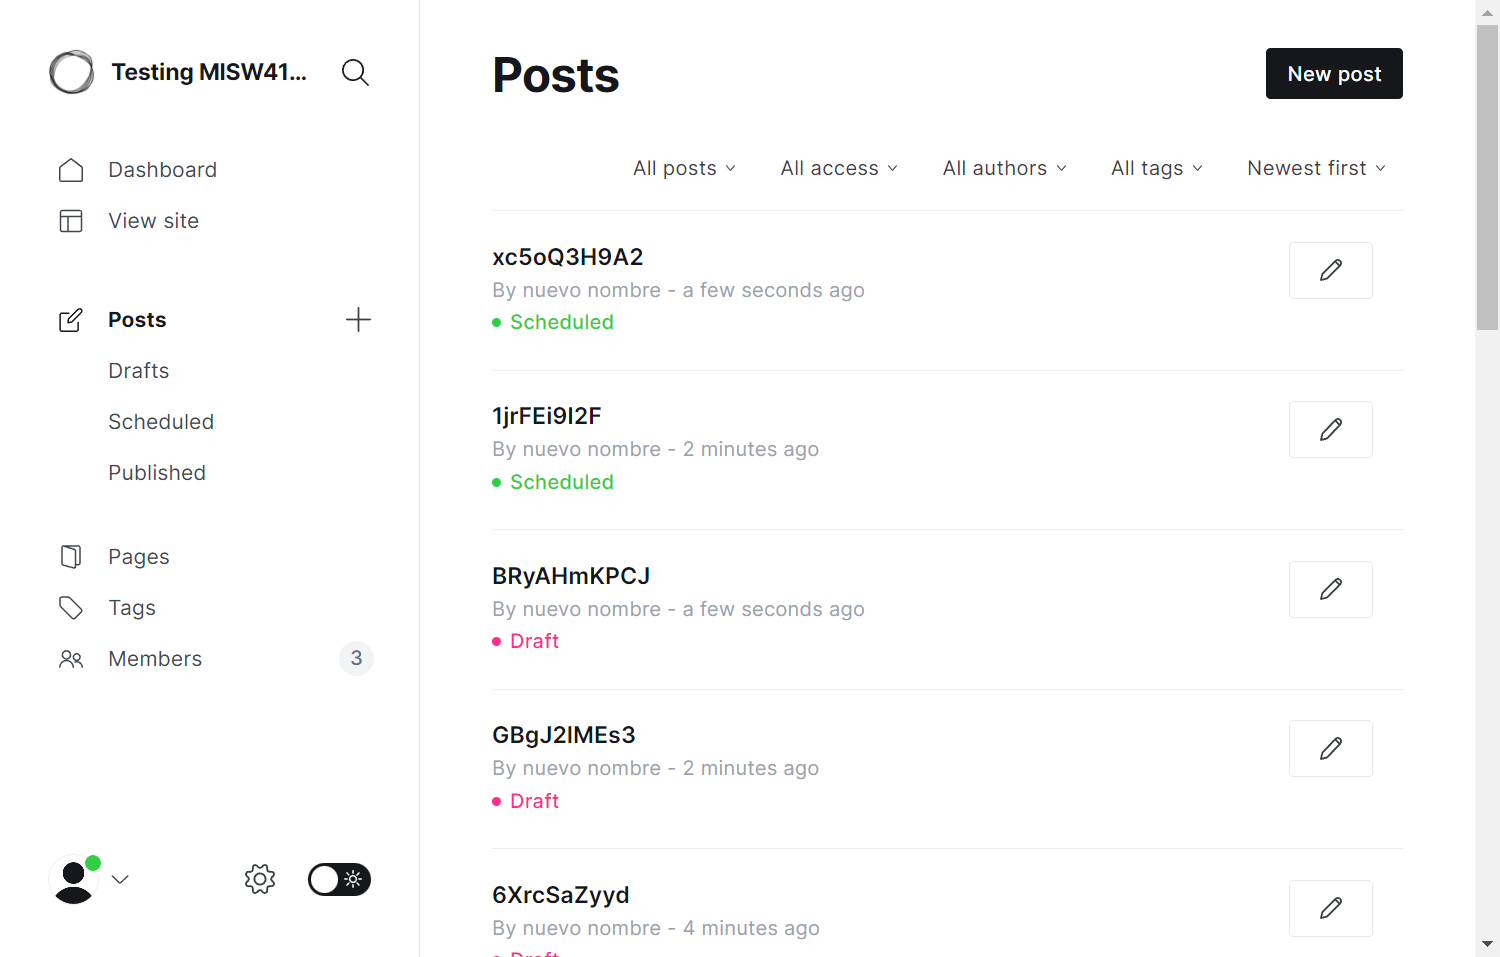 Testing MISW41...
Dashboard
View site
Posts
Drafts
Scheduled
Published
Pages
Tags
Members
3
Posts
New post
All posts
All access
All authors
All tags
Newest first
xc5oQ3H9A2
By nuevo nombre - a few seconds ago
Scheduled
1jrFEi9I2F
By nuevo nombre - 2 minutes ago
Scheduled
BRyAHmKPCJ
By nuevo nombre - a few seconds ago
Draft
GBgJ2IMEs3
By nuevo nombre - 2 minutes ago
Draft
6XrcSaZyyd
By nuevo nombre - 4 minutes ago
Draft